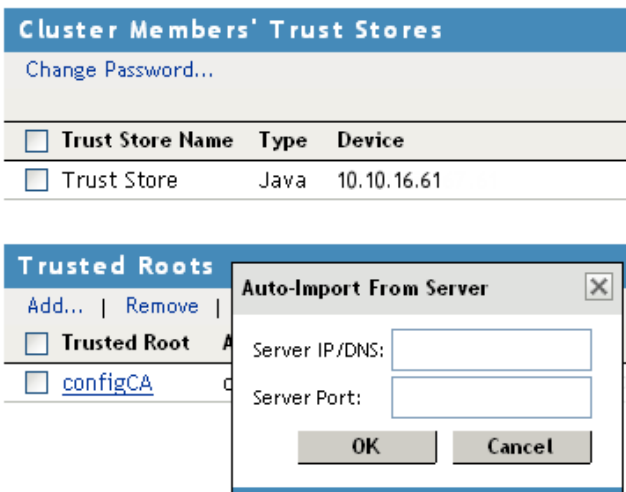 Cluster Members' Trust Stores
Change Password...
Trust Store Name Type Device
Trust Store Java 10.10.16.61
Trusted Roots
Add... | Remove |
Trusted Root
configCA
Auto-Import From Server
Server IP/DNS:
Server Port:
OK Cancel